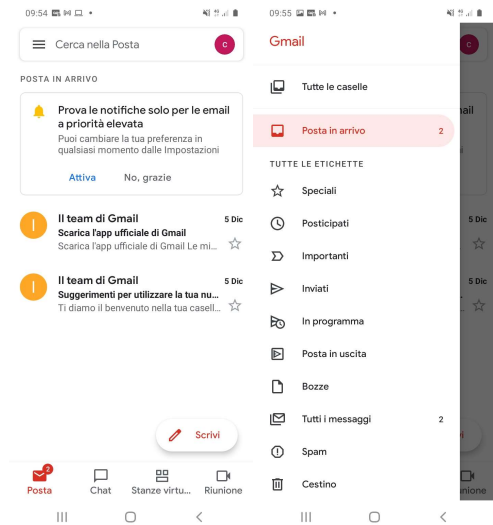 09:54
Cerca nella Posta
C
POSTA IN ARRIVO
Prova le notifiche solo per le email
a priorità elevata
Puoi cambiare la tua preferenza in
qualsiasi momento dalle Impostazioni
Attiva No, grazie
I
Il team di Gmail 5 Dic
Scarica l'app ufficiale di Gmail
Scarica l'app ufficiale di Gmail Le mi...
I
Il team di Gmail 5 Dic
Suggerimenti per utilizzare la tua nu...
Ti diamo il benvenuto nella tua casell...
Scrivi
2
Posta Chat Stanze virtu... Riunione
09:55
Gmail
Tutte le caselle
Posta in arrivo 2
TUTTE LE ETICHETTE
Speciali
Posticipati
Importanti
Inviati
In programma
Posta in uscita
Bozze
Tutti i messaggi 2
Spam
Cestino
C
5 Dic
5 Dic